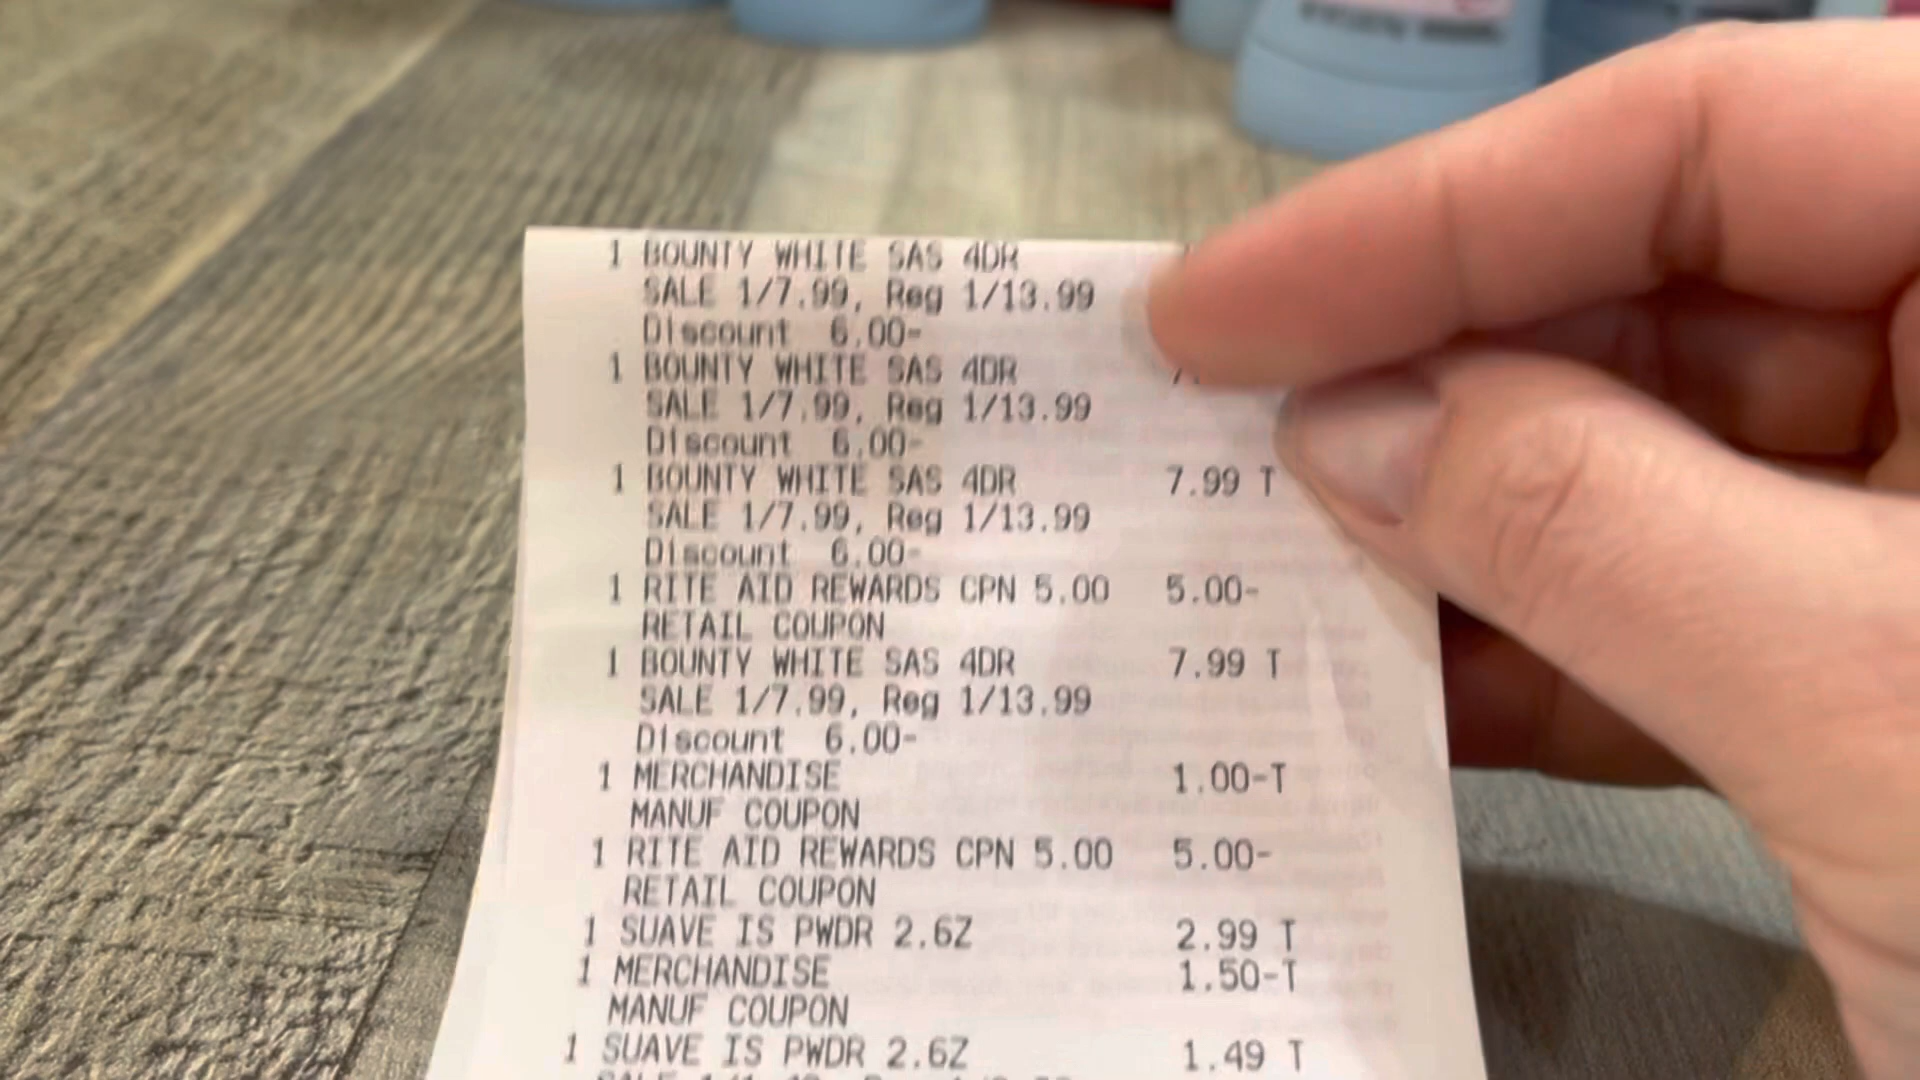 1 BOUNTY WHITE SAS 4DR
SALE 1/7.99, Reg 1/13.99
Discount 6.00-
1 BOUNTY WHITE SAS 4DR
SALE 1/7.99, Reg 1/13.99
Discount 6.00-
1 BOUNTY WHITE SAS 4DR 7.99 T
SALE 1/7.99, Reg 1/13.99
Discount 6.00-
1 RITE AID REWARDS CPN 5.00 5.00-
RETAIL COUPON
1 BOUNTY WHITE SAS 4DR 7.99 T
SALE 1/7.99, Reg 1/13.99
Discount 6.00-
1 MERCHANDISE 1.00-T
MANUF COUPON
1 RITE AID REWARDS CPN 5.00 5.00-
RETAIL COUPON
1 SUAVE IS PWDR 2.6Z 2.99 T
1 MERCHANDISE 1.50-T
MANUF COUPON
1 SUAVE IS PWDR 2.6Z 1.49 T